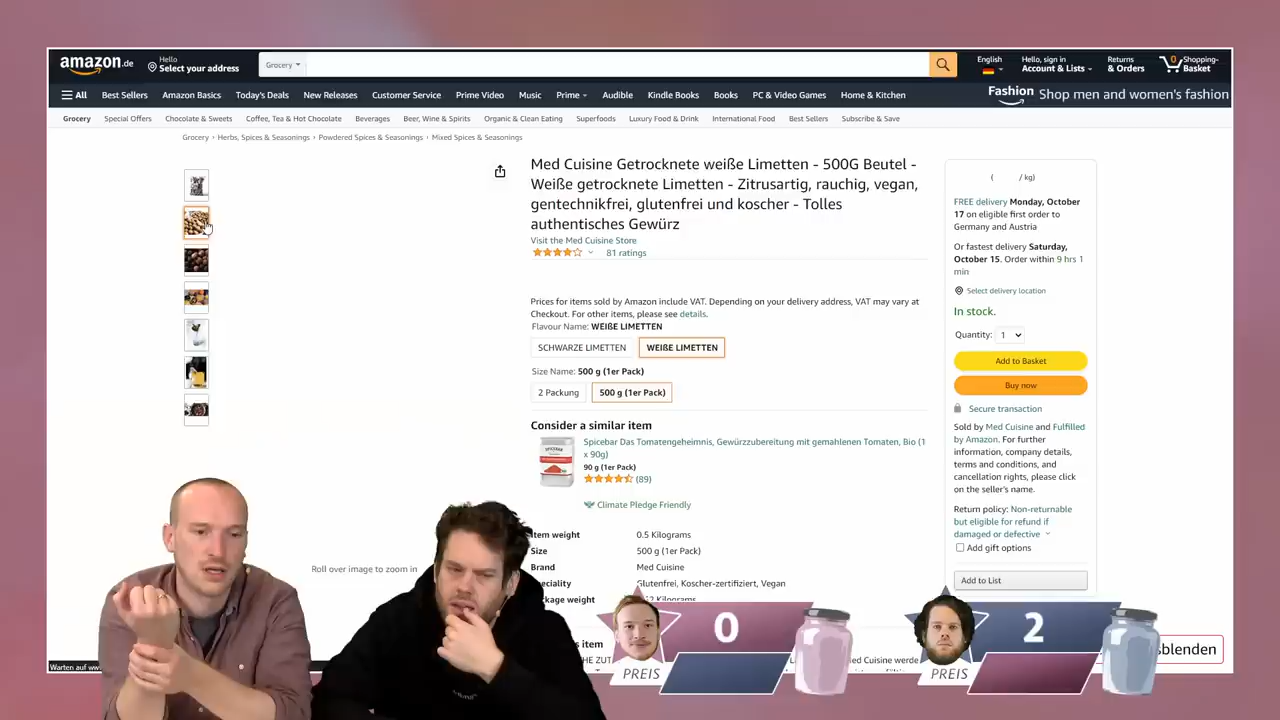 amazon.de
Hello
Select your address
Grocery
English
Hello, sign in
Account & Lists
Returns
& Orders
0
Shopping-
Basket
All
Best Sellers
Amazon Basics
Today's Deals
New Releases
Customer Service
Prime Video
Music
Prime
Audible
Kindle Books
Books
PC & Video Games
Home & Kitchen
Fashion Shop men and women's fashion
Grocery
Special Offers
Chocolate & Sweets
Coffee, Tea & Hot Chocolate
Beverages
Beer, Wine & Spirits
Organic & Clean Eating
Superfoods
Luxury Food & Drink
International Food
Best Sellers
Subscribe & Save
Grocery › Herbs, Spices & Seasonings › Powdered Spices & Seasonings › Mixed Spices & Seasonings
Med Cuisine Getrocknete weiße Limetten - 500G Beutel -
Weiße getrocknete Limetten - Zitrusartig, rauchig, vegan,
gentechnikfrei, glutenfrei und koscher - Tolles
authentisches Gewürz
Visit the Med Cuisine Store
81 ratings
Prices for items sold by Amazon include VAT. Depending on your delivery address, VAT may vary at
Checkout. For other items, please see details.
Flavour Name: WEIßE LIMETTEN
SCHWARZE LIMETTEN
WEIßE LIMETTEN
Size Name: 500 g (1er Pack)
2 Packung
500 g (1er Pack)
Consider a similar item
Spicebar Das Tomatengeheimnis, Gewürzzubereitung mit gemahlenen Tomaten, Bio (1
x 90g)
90 g (1er Pack)
(89)
Climate Pledge Friendly
Item weight 0.5 Kilograms
Size 500 g (1er Pack)
Brand Med Cuisine
eciality Glutenfrei, Koscher-zertifiziert, Vegan
kage weight
Kilograms
is item
Roll over image to zoom in
( / kg)
FREE delivery Monday, October
17 on eligible first order to
Germany and Austria
Or fastest delivery Saturday,
October 15. Order within 9 hrs 1
min
Select delivery location
In stock.
Quantity: 1
Add to Basket
Buy now
Secure transaction
Sold by Med Cuisine and Fulfilled
by Amazon. For further
information, company details,
terms and conditions, and
cancellation rights, please click
on the seller's name.
Return policy: Non-returnable
but eligible for refund if
damaged or defective
Add gift options
Add to List
sblenden
Warten auf ww
0
PREIS
2
PREIS